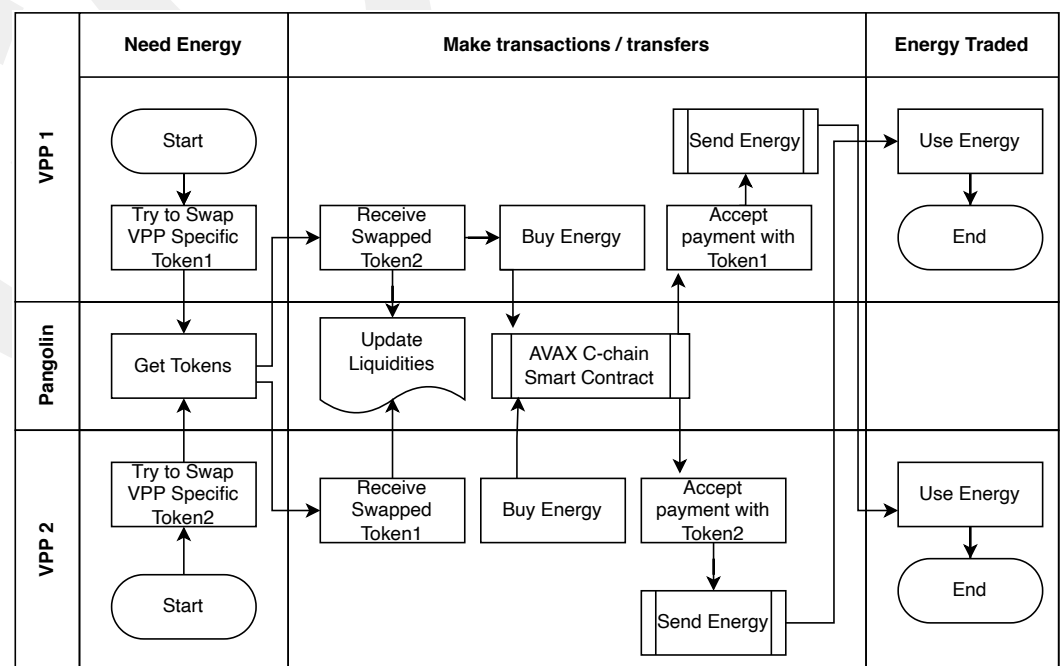 Need Energy
Make transactions / transfers
Energy Traded
VPP 1
Start
Try to Swap
VPP Specific
Token1
Receive
Swapped
Token2
Buy Energy
Send Energy
Accept
payment with
Token1
Use Energy
End
Pangolin
Get Tokens
Update
Liquidities
AVAX C-chain
Smart Contract
VPP 2
Try to Swap
VPP Specific
Token2
Start
Receive
Swapped
Token1
Buy Energy
Accept
payment with
Token2
Send Energy
Use Energy
End